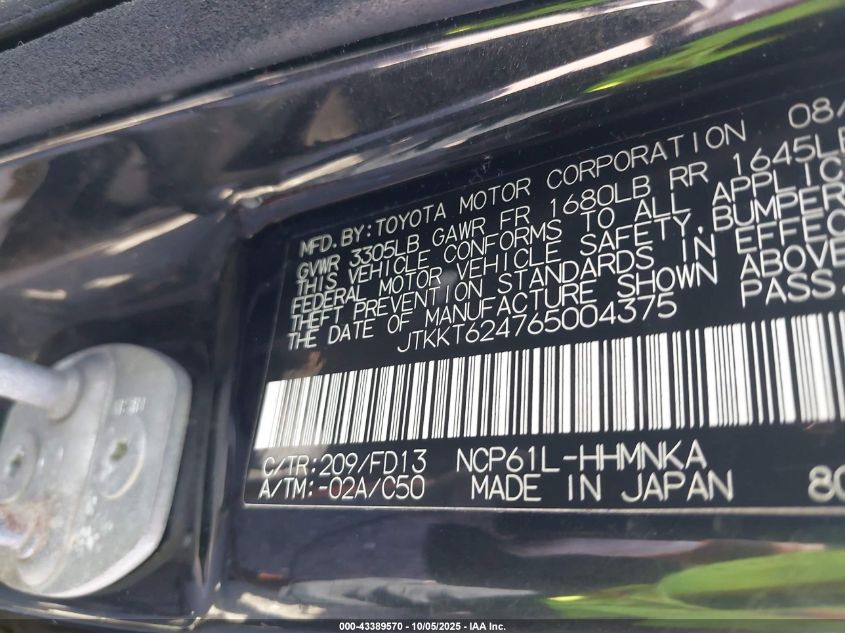 MFD.BY:TOYOTA MOTOR CORPORATION 08/
GVWR 3305LB GAWR FR 1680LB RR 1645LB
THIS VEHICLE CONFORMS TO ALL APPLIC
FEDERAL MOTOR VEHICLE SAFETY,BUMPER
THEFT PREVENTION STANDARDS IN EFFEC
THE DATE OF MANUFACTURE SHOWN ABOVE
JTKKT624765004375 PASS.
C/TR:209/FD13 NCP61L-HHMNKA
A/TM:-02A/C50 MADE IN JAPAN 80
000-43389570 - 10/05/2025 - IAA Inc.